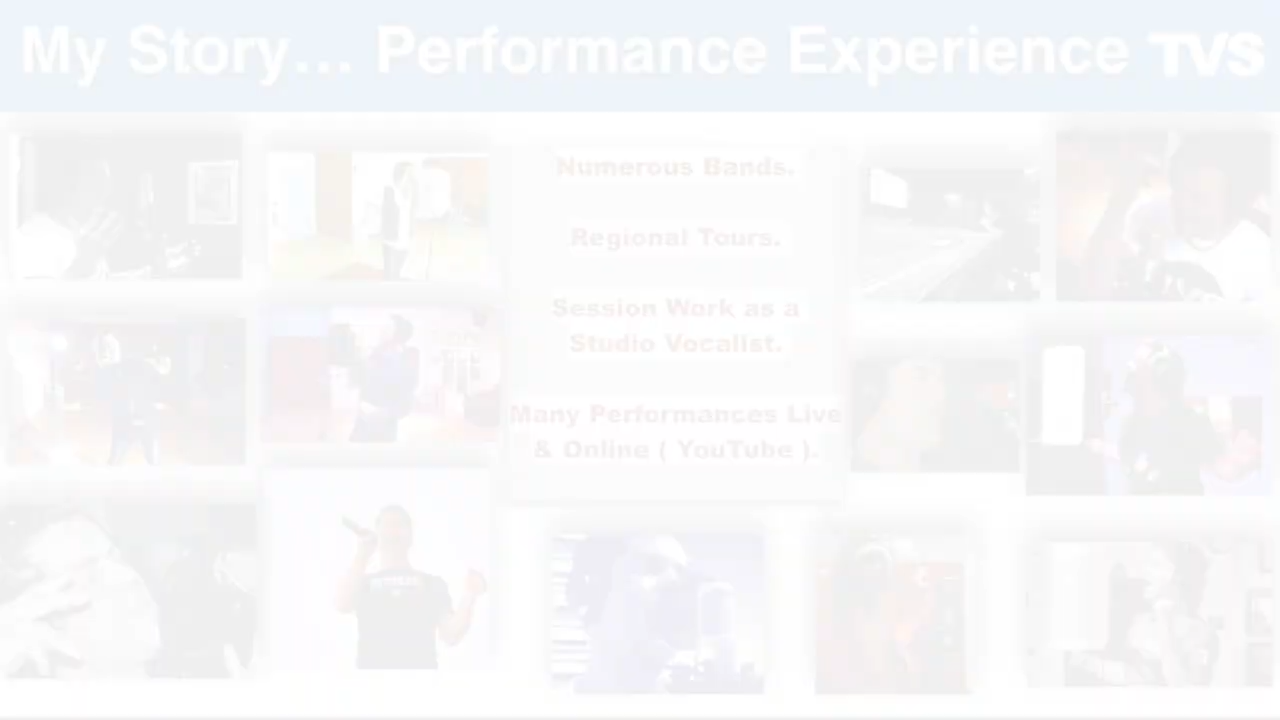 My Story... Performance Experience TVS
Numerous Bands.
Regional Tours.
Session Work as a
Studio Vocalist.
Many Performances Live
& Online ( YouTube ).